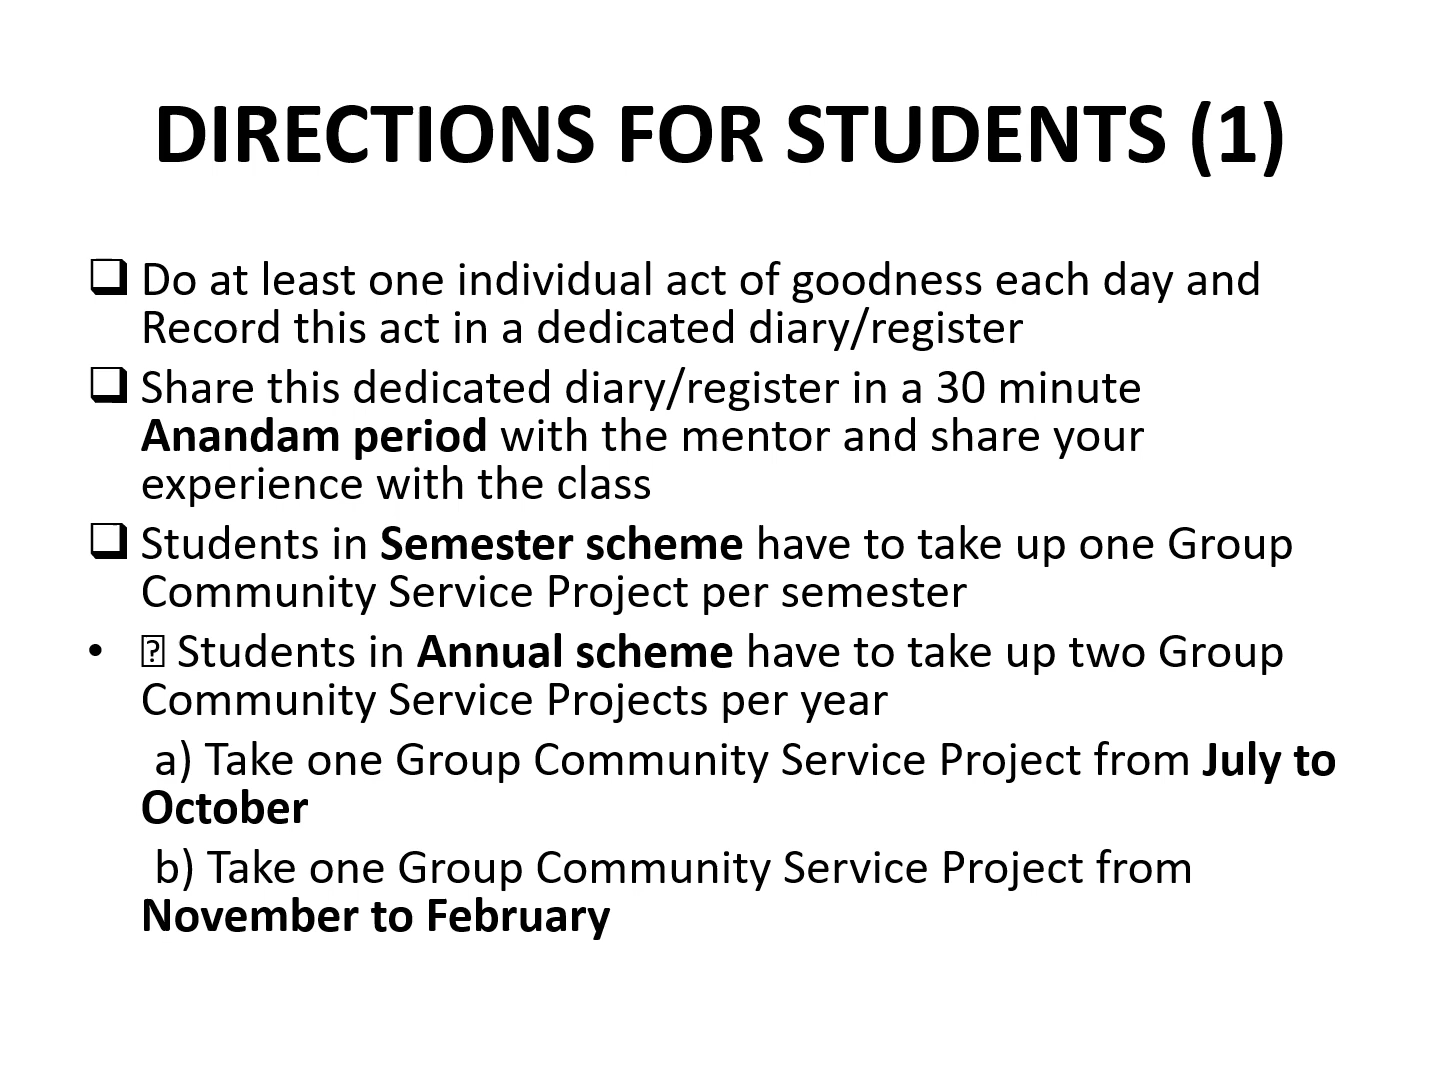 DIRECTIONS FOR STUDENTS (1)
❑ Do at least one individual act of goodness each day and
Record this act in a dedicated diary/register
❑ Share this dedicated diary/register in a 30 minute
Anandam period with the mentor and share your
experience with the class
❑ Students in Semester scheme have to take up one Group
Community Service Project per semester
• ⍰ Students in Annual scheme have to take up two Group
Community Service Projects per year
a) Take one Group Community Service Project from July to
October
b) Take one Group Community Service Project from
November to February